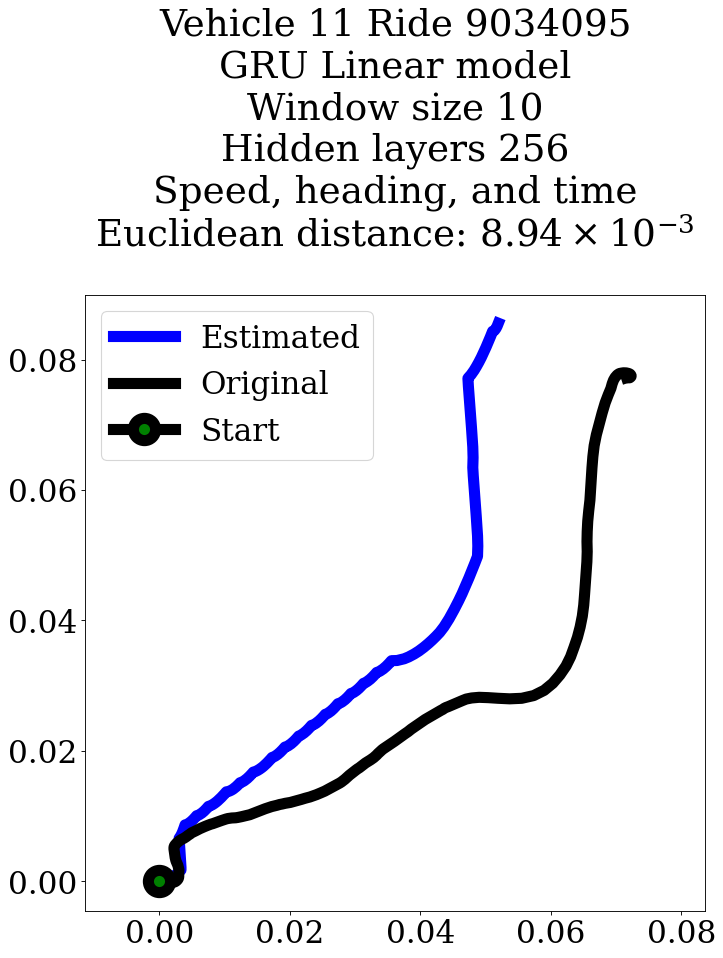 Vehicle 11 Ride 9034095
GRU Linear model
Window size 10
Hidden layers 256
Speed, heading, and time
Euclidean distance: 8.94 × 10⁻³
Estimated
Original
Start
0.08
0.06
0.04
0.02
0.00
0.00 0.02 0.04 0.06 0.08